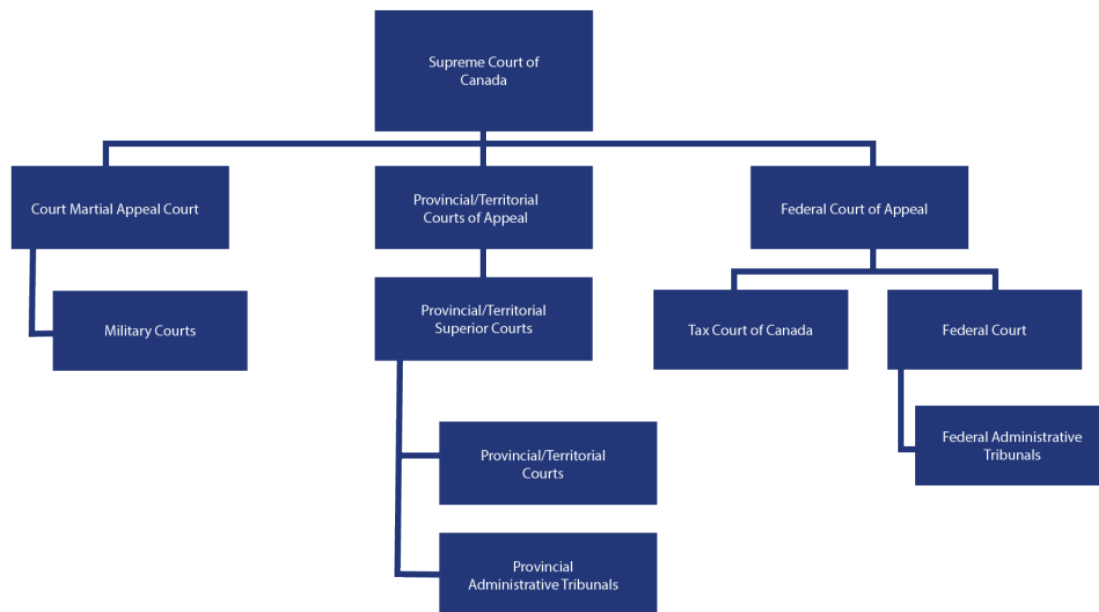 Supreme Court of
Canada
Court Martial Appeal Court
Provincial/Territorial
Courts of Appeal
Federal Court of Appeal
Military Courts
Provincial/Territorial
Superior Courts
Tax Court of Canada
Federal Court
Provincial/Territorial
Courts
Federal Administrative
Tribunals
Provincial
Administrative Tribunals